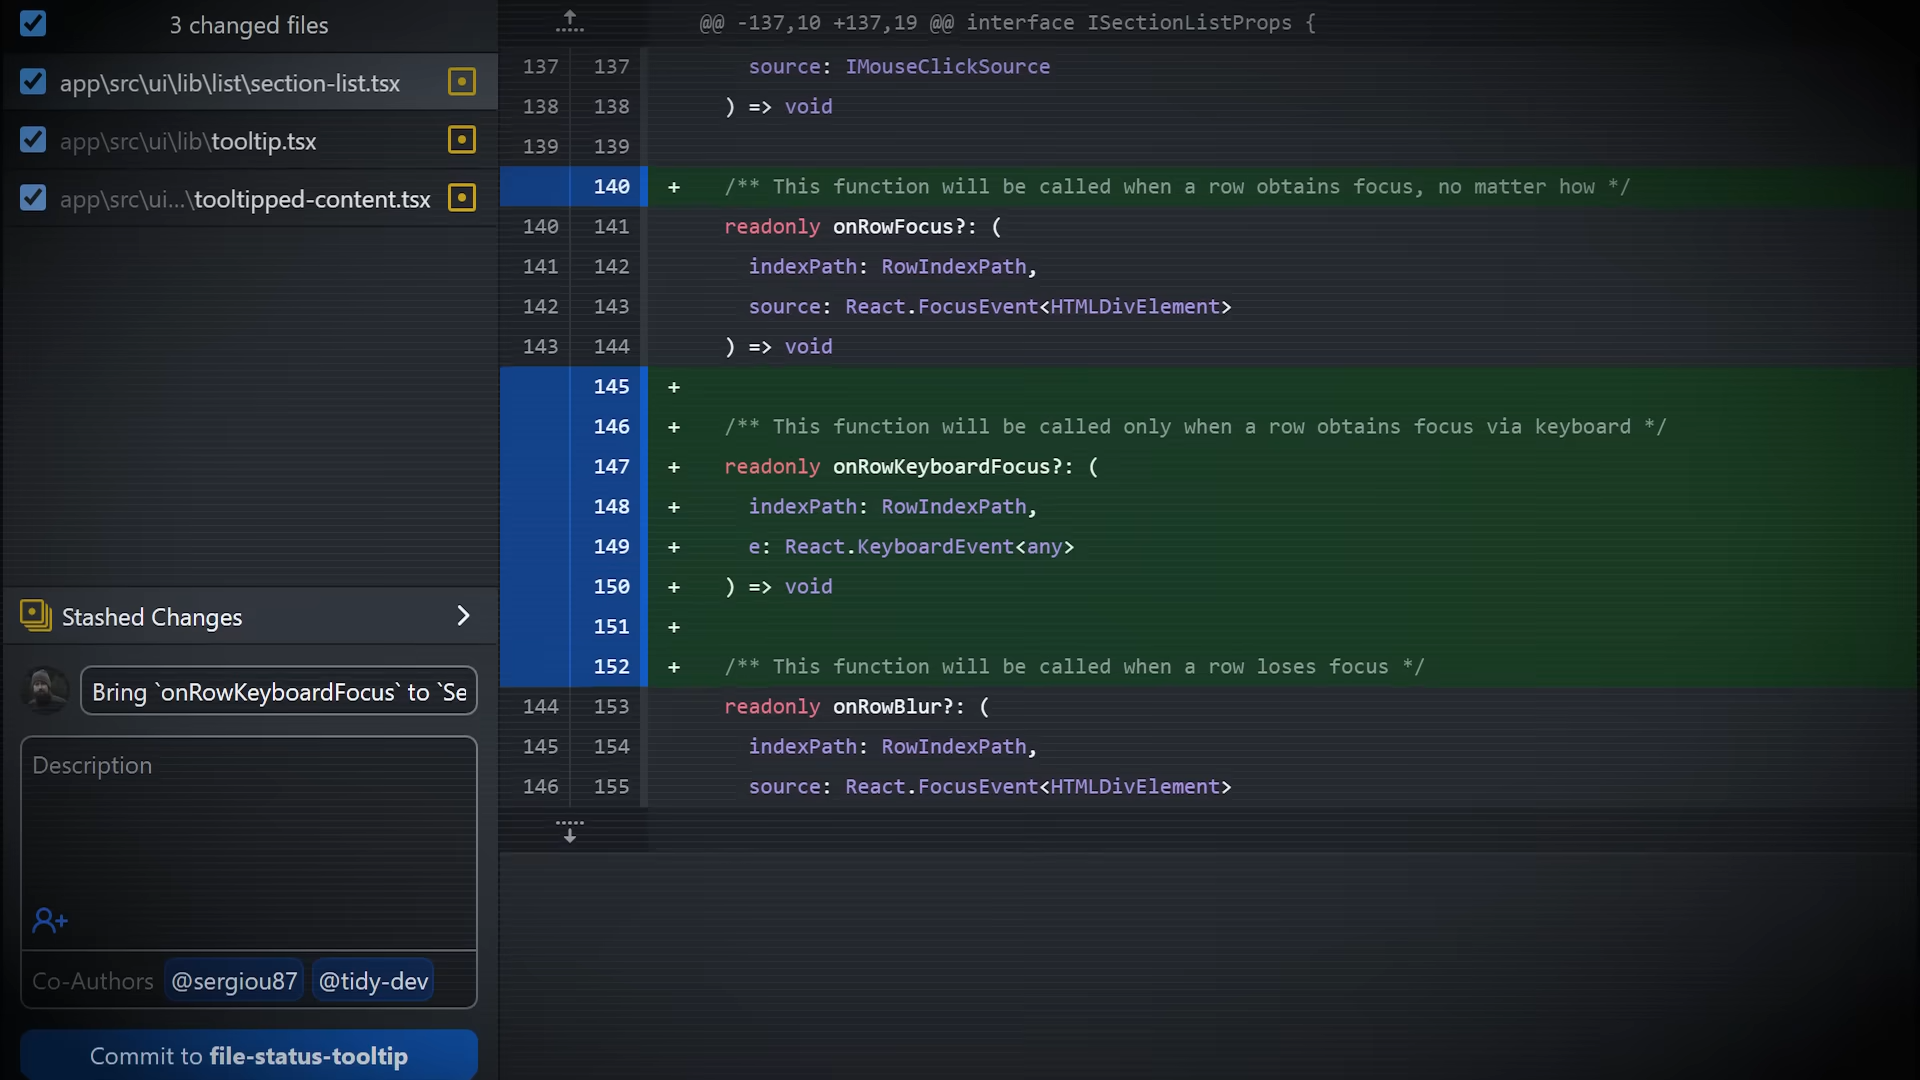 3 changed files
app\src\ui\lib\list\section-list.tsx
app\src\ui\lib\tooltip.tsx
app\src\ui...\tooltipped-content.tsx
Stashed Changes
Bring `onRowKeyboardFocus` to `Se
Description
Co-Authors @sergiou87 @tidy-dev
Commit to file-status-tooltip
@@ -137,10 +137,19 @@ interface ISectionListProps {
137 137 source: IMouseClickSource
138 138 ) => void
139 139
140 + /** This function will be called when a row obtains focus, no matter how */
140 141 readonly onRowFocus?: (
141 142 indexPath: RowIndexPath,
142 143 source: React.FocusEvent<HTMLDivElement>
143 144 ) => void
145 +
146 + /** This function will be called only when a row obtains focus via keyboard */
147 + readonly onRowKeyboardFocus?: (
148 + indexPath: RowIndexPath,
149 + e: React.KeyboardEvent<any>
150 + ) => void
151 +
152 + /** This function will be called when a row loses focus */
144 153 readonly onRowBlur?: (
145 154 indexPath: RowIndexPath,
146 155 source: React.FocusEvent<HTMLDivElement>